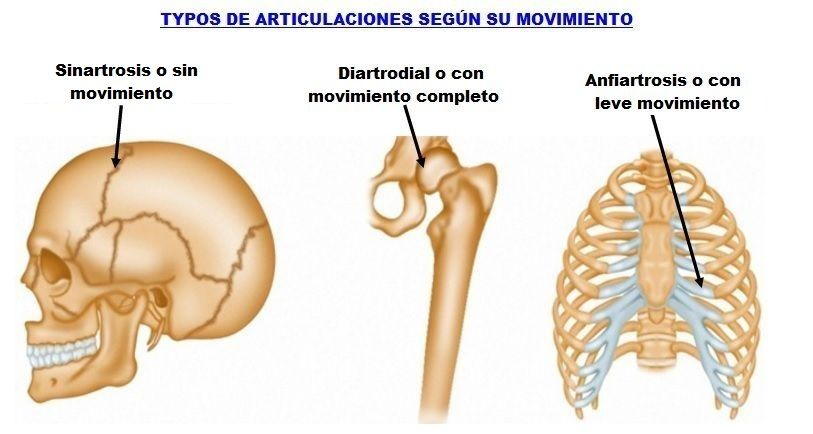 TYPOS DE ARTICULACIONES SEGÚN SU MOVIMIENTO
Sinartrosis o sin
movimiento
Diartrodial o con
movimiento completo
Anfiartrosis o con
leve movimiento